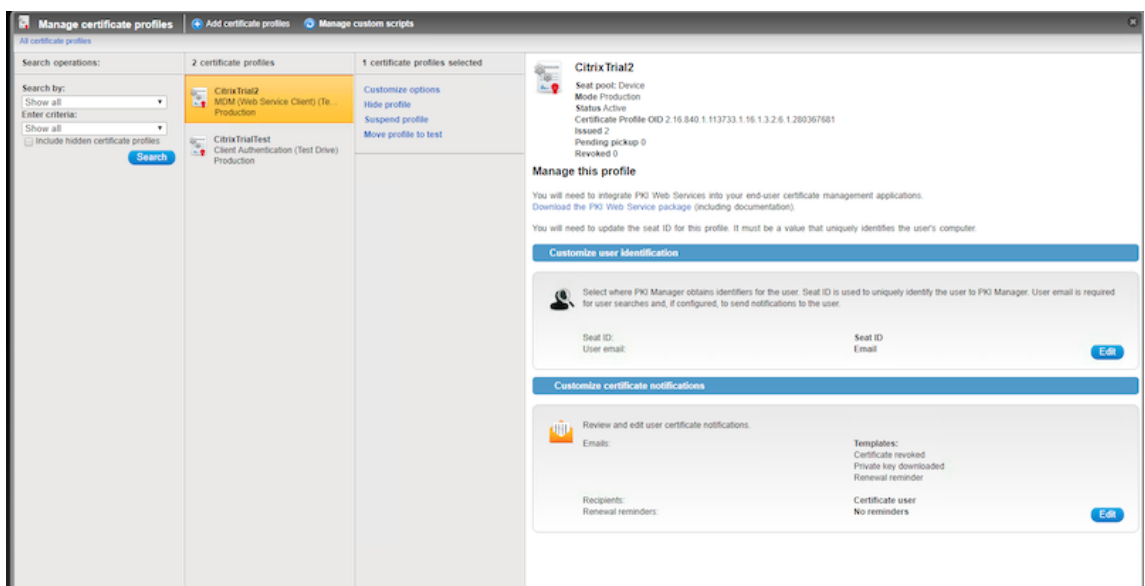 Manage certificate profiles
Add certificate profiles
Manage custom scripts
All certificate profiles
Search operations:
Search by:
Show all
Enter criteria:
Show all
Include hidden certificate profiles
Search
2 certificate profiles
CitrixTrial2
MDM (Web Service Client) (Te...
Production
CitrixTrialTest
Client Authentication (Test Drive)
Production
1 certificate profiles selected
Customize options
Hide profile
Suspend profile
Move profile to test
CitrixTrial2
Seat pool: Device
Mode Production
Status Active
Certificate Profile OID 2.16.840.1.113733.1.16.1.3.2.6.1.280367681
Issued 2
Pending pickup 0
Revoked 0
Manage this profile
You will need to integrate PKI Web Services into your end-user certificate management applications.
Download the PKI Web Service package (including documentation).
You will need to update the seat ID for this profile. It must be a value that uniquely identifies the user's computer.
Customize user identification
Select where PKI Manager obtains identifiers for the user. Seat ID is used to uniquely identify the user to PKI Manager. User email is required
for user searches and, if configured, to send notifications to the user.
Seat ID: Seat ID
User email: Email
Edit
Customize certificate notifications
Review and edit user certificate notifications.
Emails: Templates:
Certificate revoked
Private key downloaded
Renewal reminder
Recipients: Certificate user
Renewal reminders: No reminders
Edit